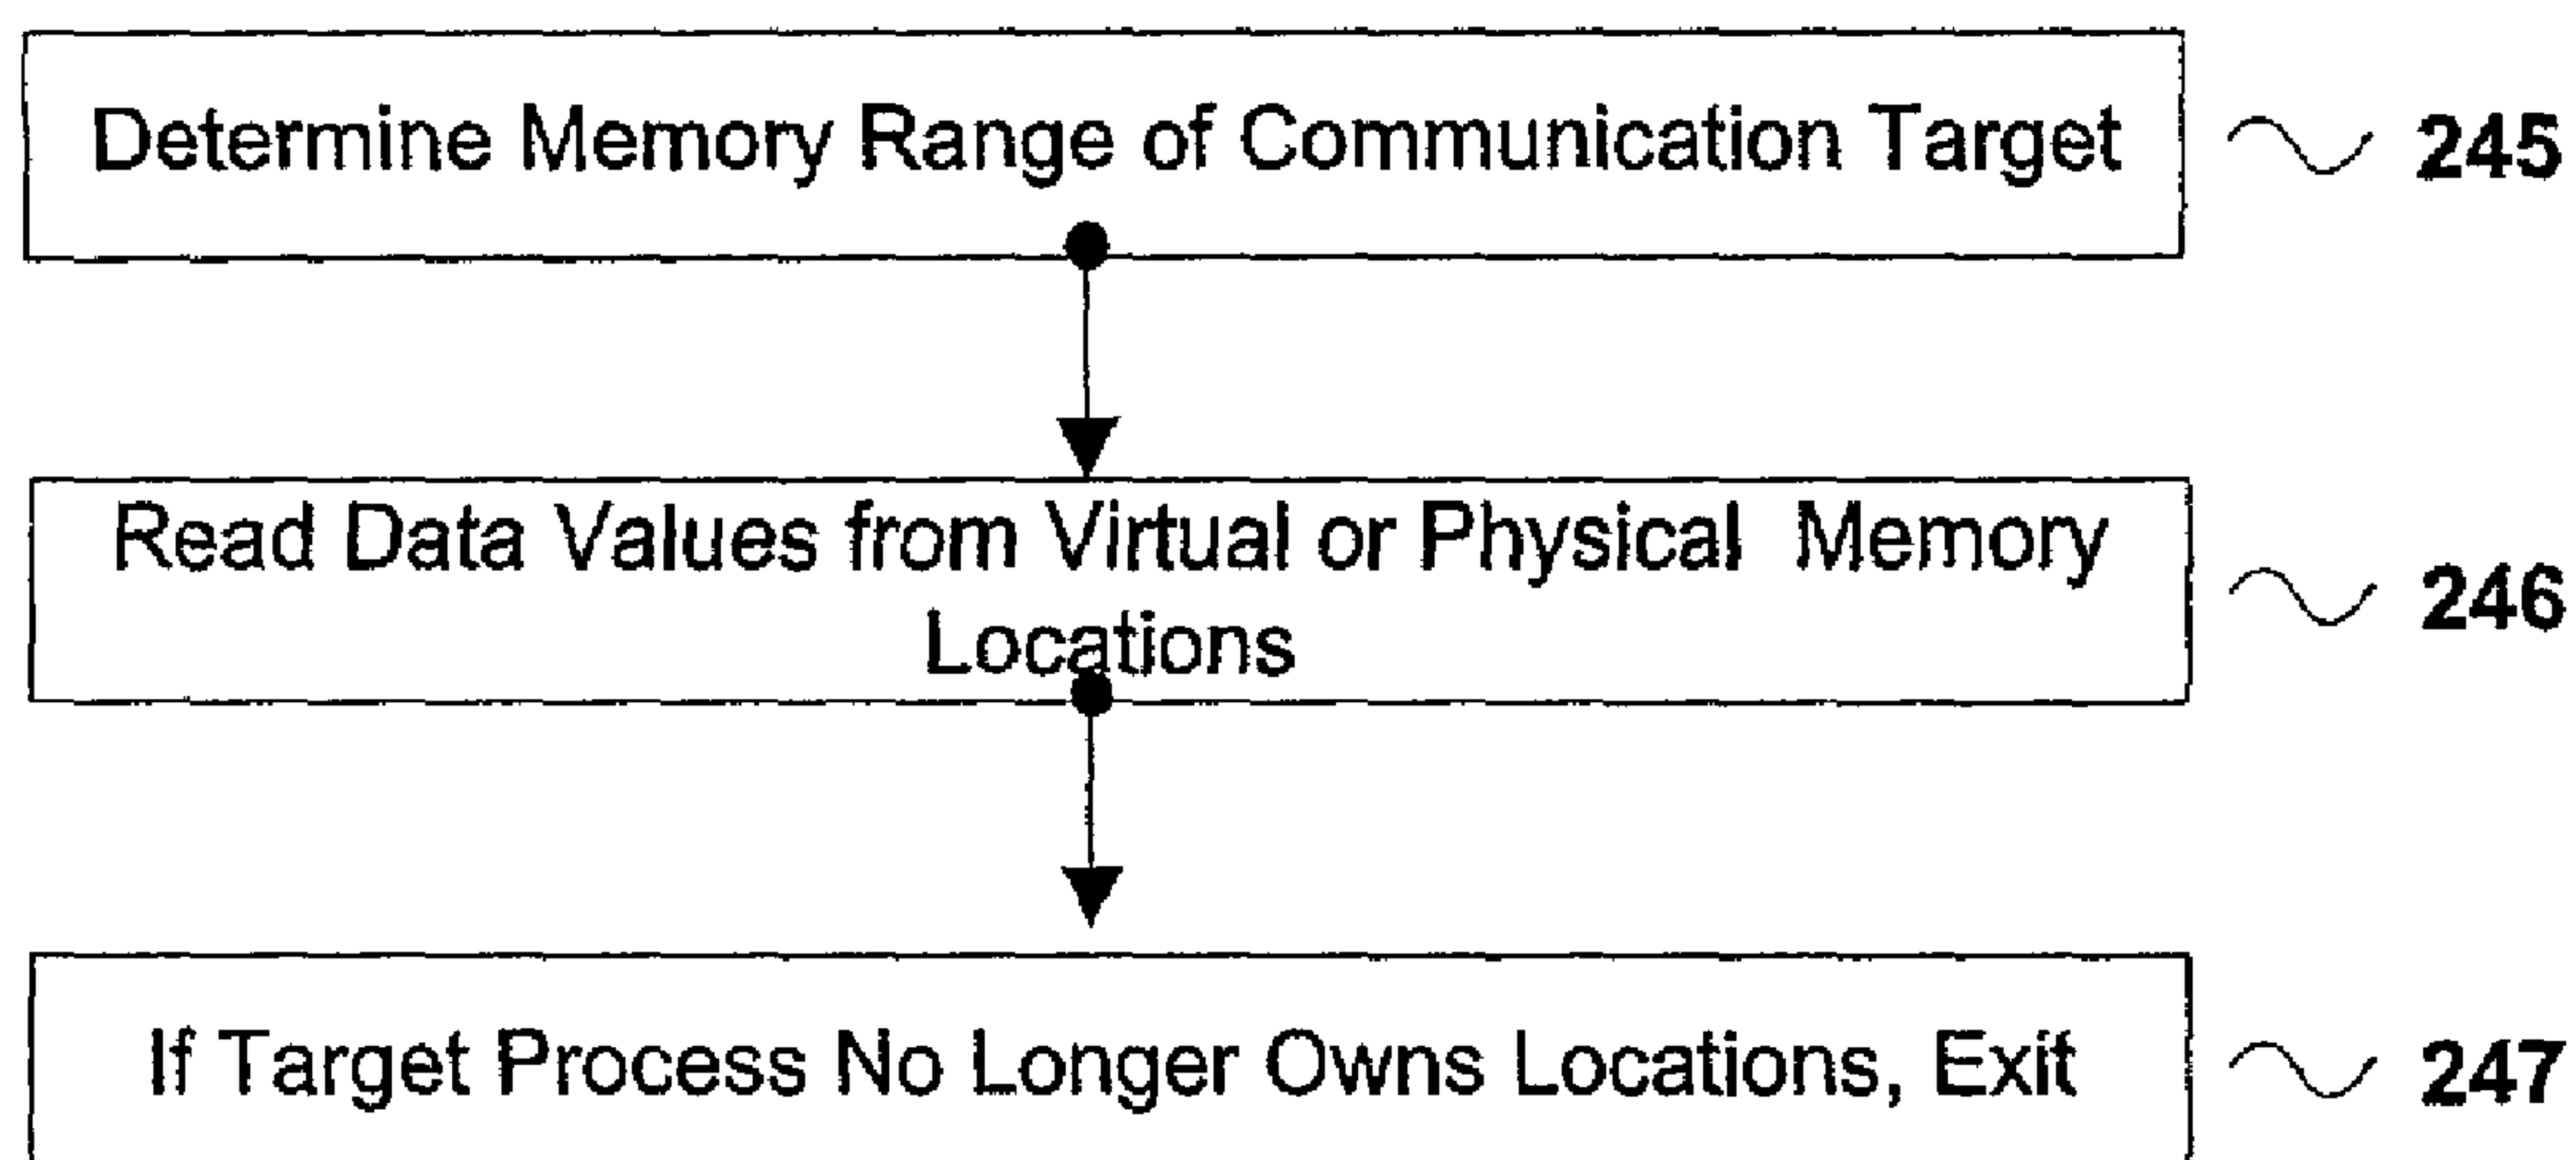 Determine Memory Range of Communication Target 245
Read Data Values from Virtual or Physical Memory
Locations
246
If Target Process No Longer Owns Locations, Exit 247